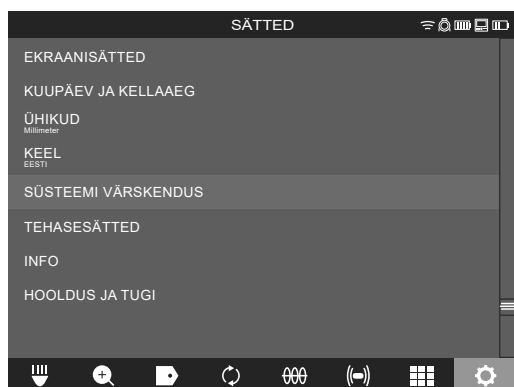 SÄTTED
EKRAANISÄTTED
KUUPÄEV JA KELLAAEG
ÜHIKUD
Millimeter
KEEL
EESTI
SÜSTEEMI VÄRSKENDUS
TEHASESÄTTED
INFO
HOOLDUS JA TUGI